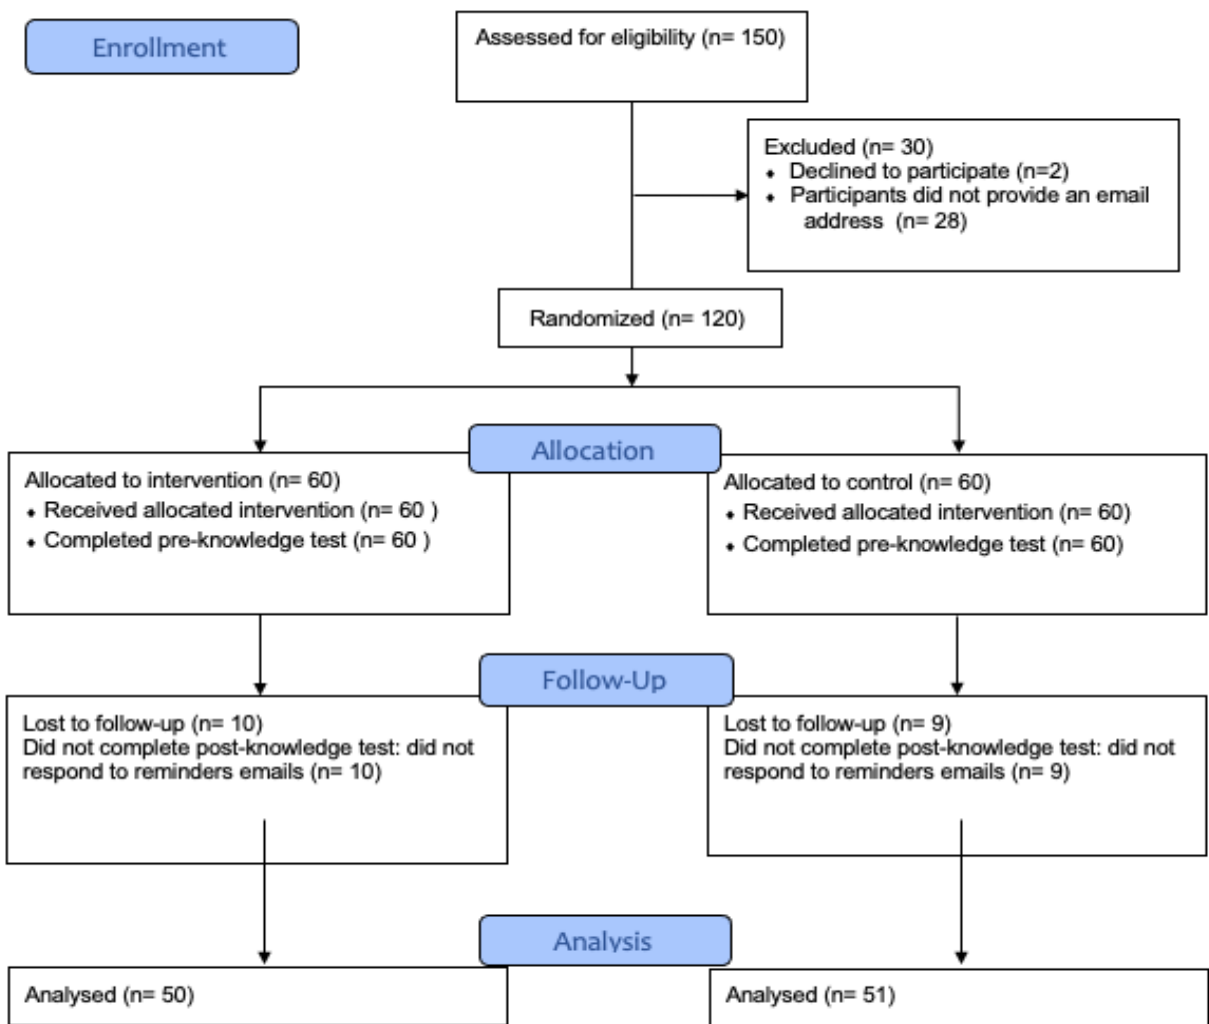 Enrollment
Assessed for eligibility (n= 150)
Excluded (n= 30)
⬧ Declined to participate (n=2)
⬧ Participants did not provide an email
address (n= 28)
Randomized (n= 120)
Allocation
Allocated to intervention (n= 60)
⬧ Received allocated intervention (n= 60 )
⬧ Completed pre-knowledge test (n= 60 )
Allocated to control (n= 60)
⬧ Received allocated intervention (n= 60)
⬧ Completed pre-knowledge test (n= 60)
Follow-Up
Lost to follow-up (n= 10)
Did not complete post-knowledge test: did not
respond to reminders emails (n= 10)
Lost to follow-up (n= 9)
Did not complete post-knowledge test: did not
respond to reminders emails (n= 9)
Analysis
Analysed (n= 50)
Analysed (n= 51)